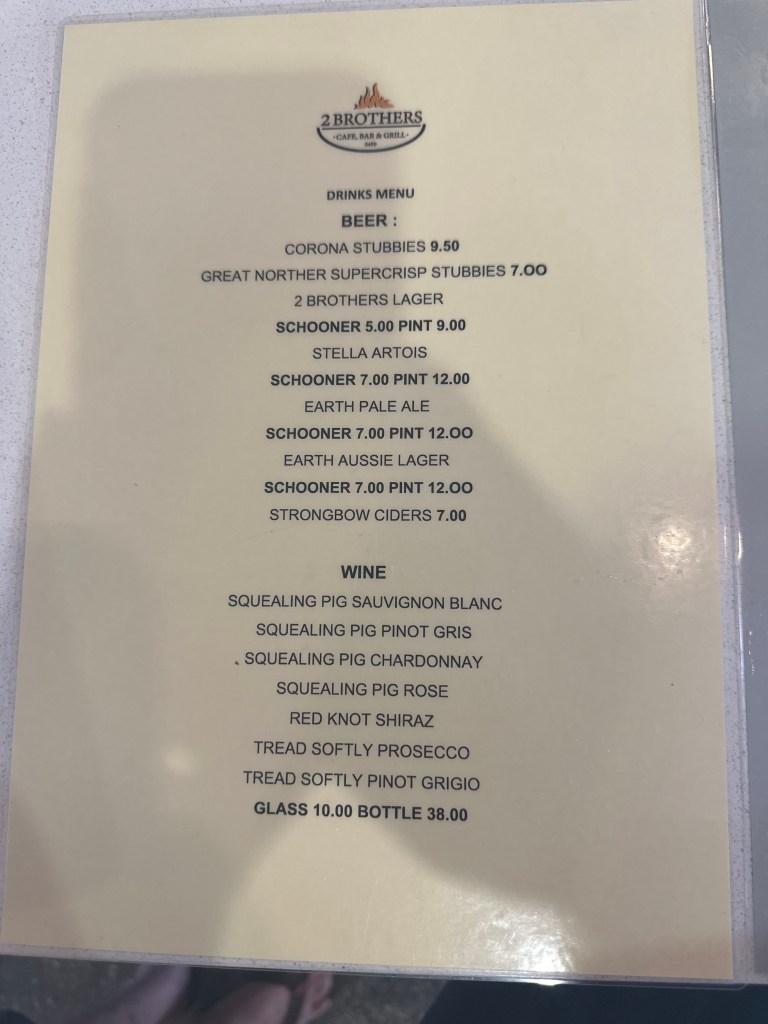 2 BROTHERS
·CAFE, BAR & GRILL·
DRINKS MENU
BEER :
CORONA STUBBIES 9.50
GREAT NORTHER SUPERCRISP STUBBIES 7.OO
2 BROTHERS LAGER
SCHOONER 5.00 PINT 9.00
STELLA ARTOIS
SCHOONER 7.00 PINT 12.00
EARTH PALE ALE
SCHOONER 7.00 PINT 12.OO
EARTH AUSSIE LAGER
SCHOONER 7.00 PINT 12.OO
STRONGBOW CIDERS 7.00
WINE
SQUEALING PIG SAUVIGNON BLANC
SQUEALING PIG PINOT GRIS
SQUEALING PIG CHARDONNAY
SQUEALING PIG ROSE
RED KNOT SHIRAZ
TREAD SOFTLY PROSECCO
TREAD SOFTLY PINOT GRIGIO
GLASS 10.00 BOTTLE 38.00